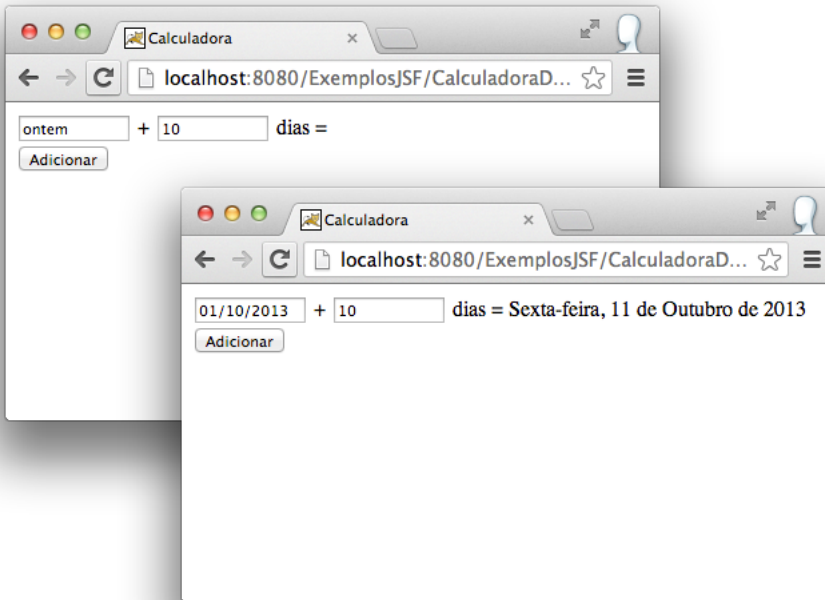 Calculadora
localhost:8080/ExemplosJSF/CalculadoraD...
ontem + 10 dias =
Adicionar
Calculadora
localhost:8080/ExemplosJSF/CalculadoraD...
01/10/2013 + 10 dias = Sexta-feira, 11 de Outubro de 2013
Adicionar